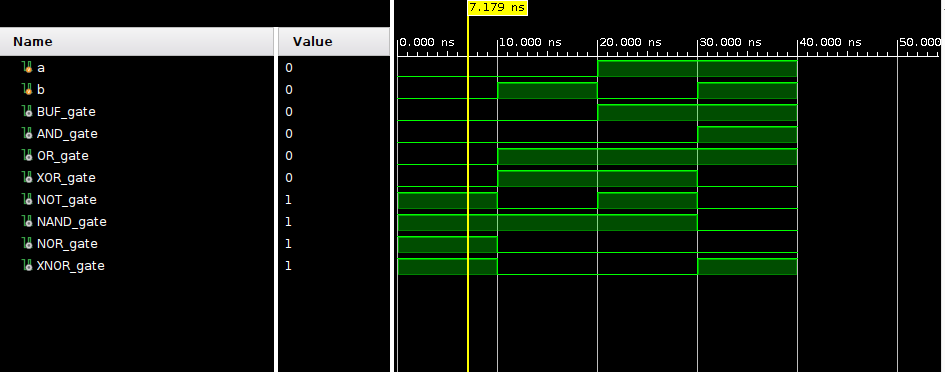 7.179 ns
Name Value
0.000 ns 10.000 ns 20.000 ns 30.000 ns 40.000 ns 50.000
a 0
b 0
BUF_gate 0
AND_gate 0
OR_gate 0
XOR_gate 0
NOT_gate 1
NAND_gate 1
NOR_gate 1
XNOR_gate 1